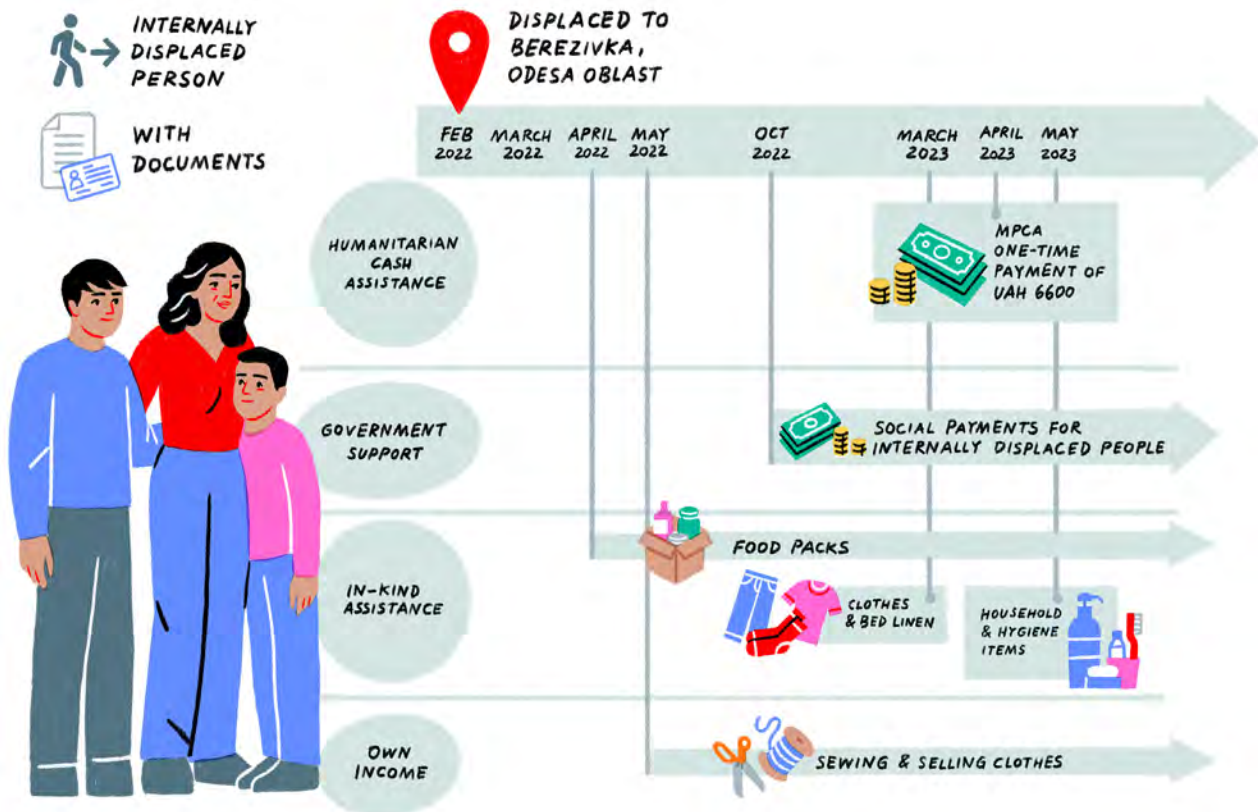 INTERNALLY
DISPLACED
PERSON
WITH
DOCUMENTS
DISPLACED TO
BEREZIVKA,
ODESA OBLAST
FEB
2022
MARCH
2022
APRIL
2022
MAY
2022
OCT
2022
MARCH
2023
APRIL
2023
MAY
2023
HUMANITARIAN
CASH
ASSISTANCE
MPCA
ONE-TIME
PAYMENT OF
UAH 6600
GOVERNMENT
SUPPORT
SOCIAL PAYMENTS FOR
INTERNALLY DISPLACED PEOPLE
IN-KIND
ASSISTANCE
FOOD PACKS
CLOTHES
& BED LINEN
HOUSEHOLD
& HYGIENE
ITEMS
OWN
INCOME
SEWING & SELLING CLOTHES